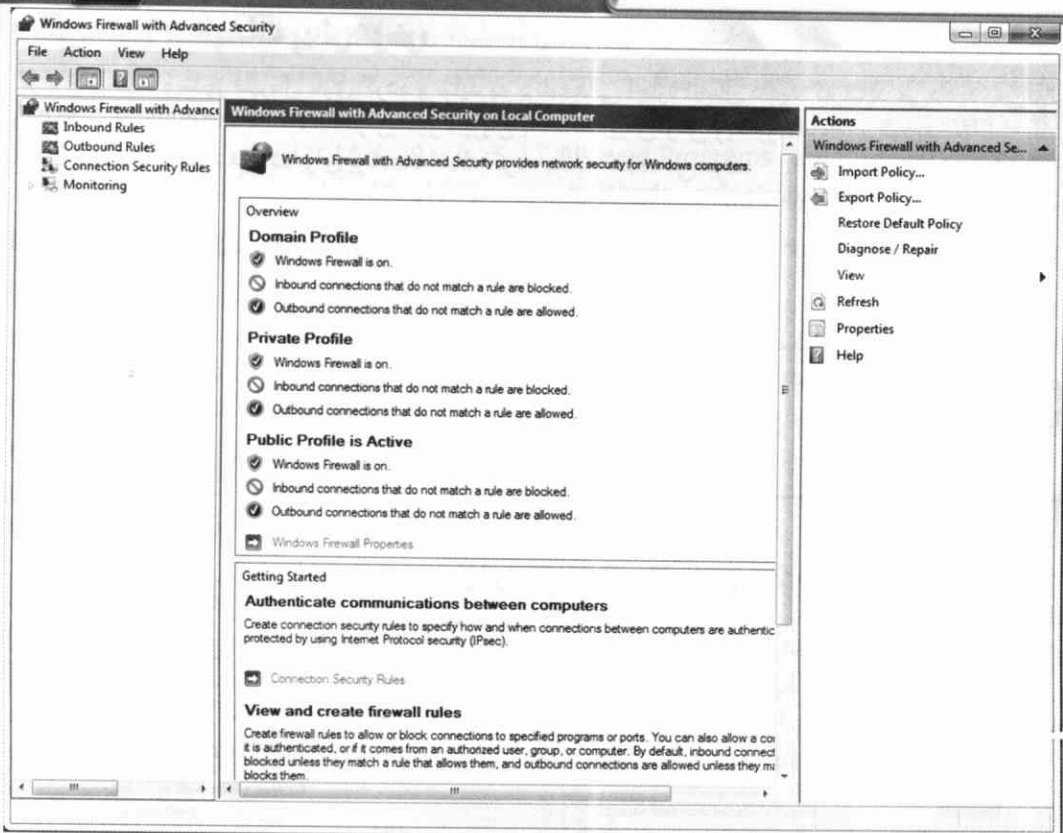 Windows Firewall with Advanced Security
File Action View Help
Windows Firewall with Advance
Inbound Rules
Outbound Rules
Connection Security Rules
Monitoring
Windows Firewall with Advanced Security on Local Computer
Windows Firewall with Advanced Security provides network security for Windows computers.
Overview
Domain Profile
Windows Firewall is on.
Inbound connections that do not match a rule are blocked.
Outbound connections that do not match a rule are allowed.
Private Profile
Windows Firewall is on.
Inbound connections that do not match a rule are blocked.
Outbound connections that do not match a rule are allowed.
Public Profile is Active
Windows Firewall is on.
Inbound connections that do not match a rule are blocked.
Outbound connections that do not match a rule are allowed.
Windows Firewall Properties
Getting Started
Authenticate communications between computers
Create connection security rules to specify how and when connections between computers are authentic
protected by using Internet Protocol security (IPsec).
Connection Security Rules
View and create firewall rules
Create firewall rules to allow or block connections to specified programs or ports. You can also allow a cor
it is authenticated, or if it comes from an authorized user, group, or computer. By default, inbound connect
blocked unless they match a rule that allows them, and outbound connections are allowed unless they ma
blocks them.
Actions
Windows Firewall with Advanced Se...
Import Policy...
Export Policy...
Restore Default Policy
Diagnose / Repair
View
Refresh
Properties
Help